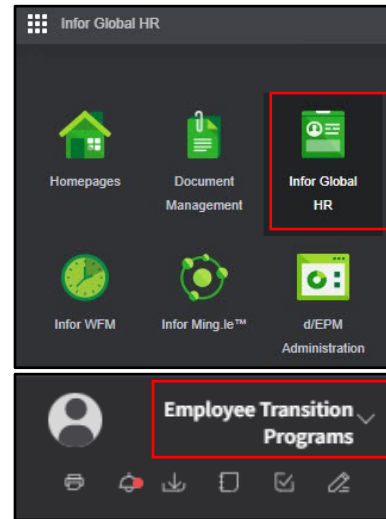 Infor Global HR
Homepages
Document
Management
Infor Global
HR
Infor WFM
Infor Ming.le™
d/EPM
Administration
Employee Transition
Programs